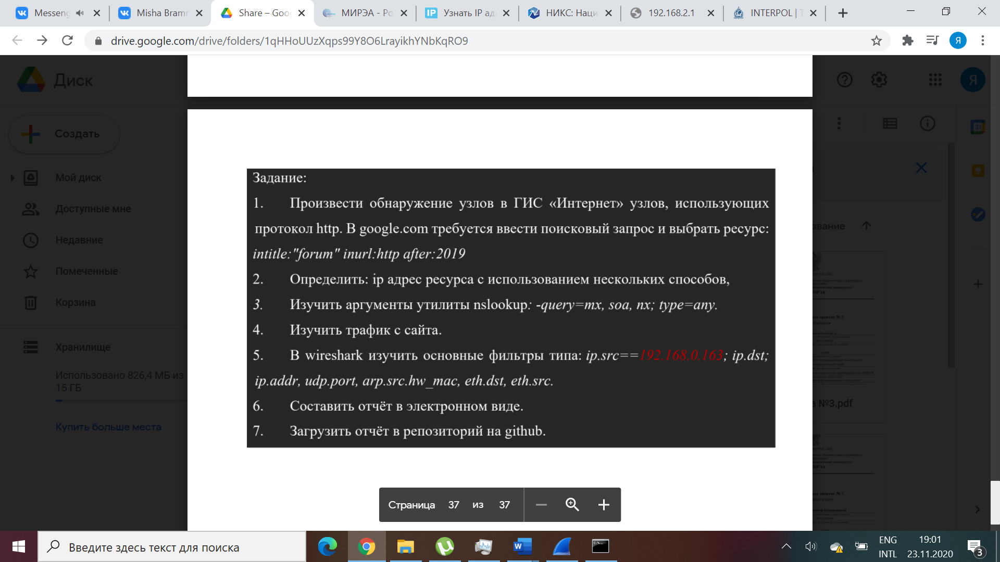 Messeng
Misha Bramm
Share – Goo
МИРЭА - Ро
IP Узнать IP ад
НИКС: Наци
192.168.2.1
INTERPOL | T
drive.google.com/drive/folders/1qHHoUUzXqps99Y8O6LrayikhYNbKqRO9
Я
Диск
Я
Создать
31
Мой диск
Доступные мне
Недавние
Помеченные
Корзина
Хранилище
Использовано 826,4 МБ из
15 ГБ
Купить больше места
Задание:
1. Произвести обнаружение узлов в ГИС «Интернет» узлов, использующих
протокол http. В google.com требуется ввести поисковый запрос и выбрать ресурс:
intitle:"forum" inurl:http after:2019
2. Определить: ip адрес ресурса с использованием нескольких способов,
3. Изучить аргументы утилиты nslookup: -query=mx, soa, nx; type=any.
4. Изучить трафик с сайта.
5. В wireshark изучить основные фильтры типа: ip.src==192.168.0.163; ip.dst;
ip.addr, udp.port, arp.src.hw_mac, eth.dst, eth.src.
6. Составить отчёт в электронном виде.
7. Загрузить отчёт в репозиторий на github.
звание
а №3.pdf
Страница 37 из 37
Введите здесь текст для поиска
ENG
INTL
19:01
23.11.2020
3